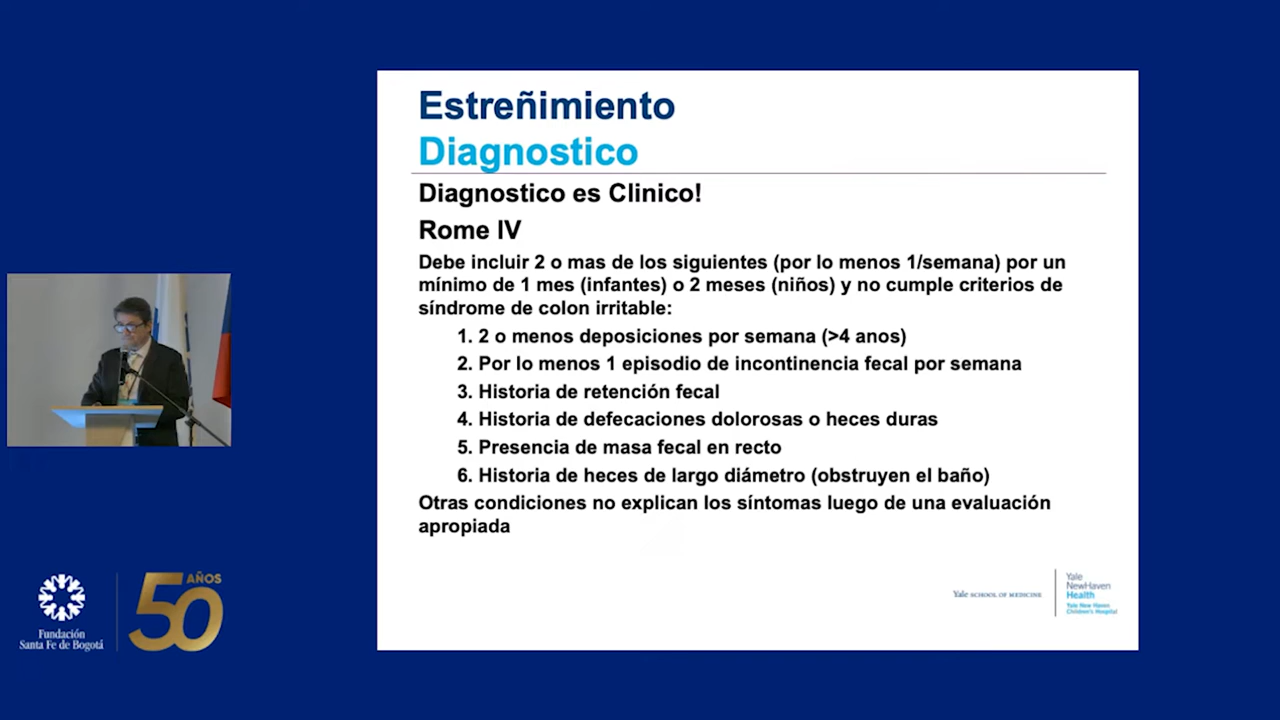 Estreñimiento
Diagnostico
Diagnostico es Clinico!
Rome IV
Debe incluir 2 o mas de los siguientes (por lo menos 1/semana) por un
mínimo de 1 mes (infantes) o 2 meses (niños) y no cumple criterios de
síndrome de colon irritable:
1. 2 o menos deposiciones por semana (>4 anos)
2. Por lo menos 1 episodio de incontinencia fecal por semana
3. Historia de retención fecal
4. Historia de defecaciones dolorosas o heces duras
5. Presencia de masa fecal en recto
6. Historia de heces de largo diámetro (obstruyen el baño)
Otras condiciones no explican los síntomas luego de una evaluación
apropiada
Yale SCHOOL OF MEDICINE
Yale
NewHaven
Health
Yale New Haven
Children's Hospital
Fundación
Santa Fe de Bogotá
50 AÑOS